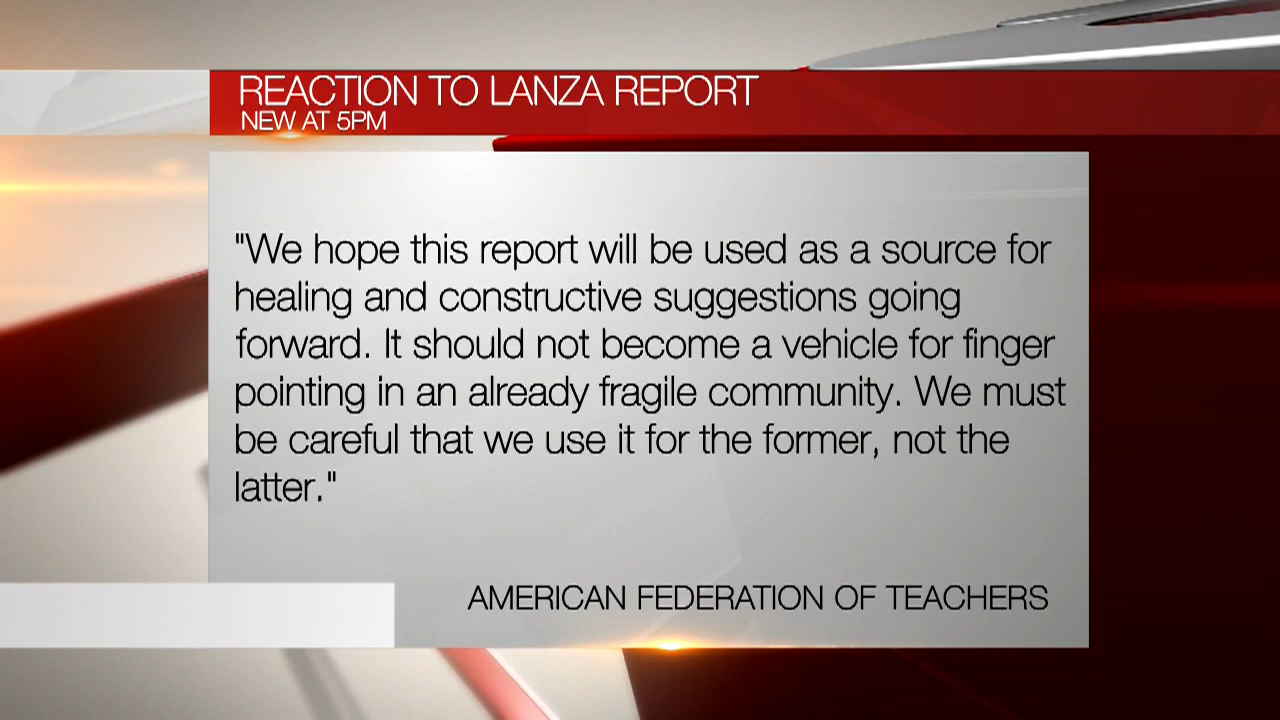 REACTION TO LANZA REPORT
NEW AT 5PM
"We hope this report will be used as a source for
healing and constructive suggestions going
forward. It should not become a vehicle for finger
pointing in an already fragile community. We must
be careful that we use it for the former, not the
latter."
AMERICAN FEDERATION OF TEACHERS